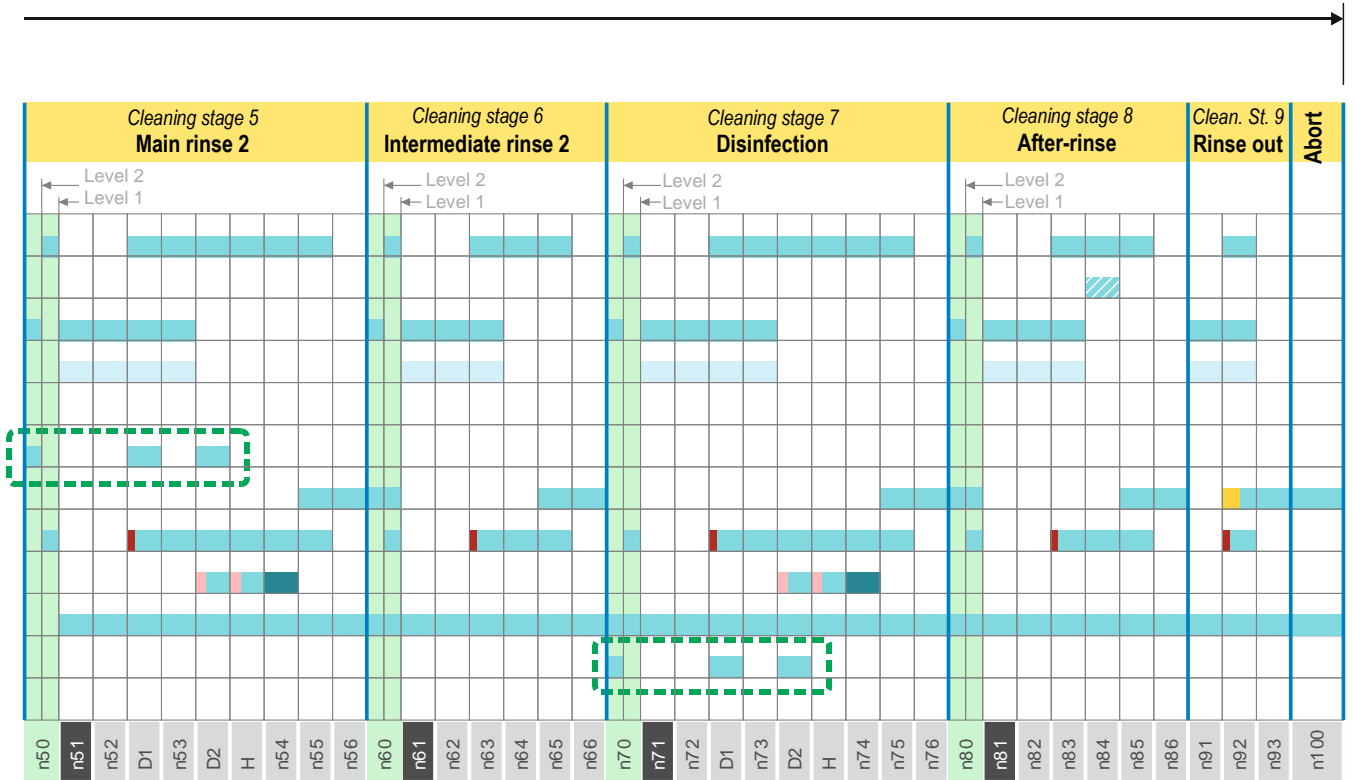 Cleaning stage 5
Main rinse 2
Cleaning stage 6
Intermediate rinse 2
Cleaning stage 7
Disinfection
Cleaning stage 8
After-rinse
Clean. St. 9
Rinse out
Abort
Level 2
Level 1
Level 2
Level 1
Level 2
Level 1
Level 2
Level 1
n50
n51
n52
D1
n53
D2
H
n54
n55
n56
n60
n61
n62
n63
n64
n65
n66
n70
n71
n72
D1
n73
D2
H
n74
n75
n76
n80
n81
n82
n83
n84
n85
n86
n91
n92
n93
n100